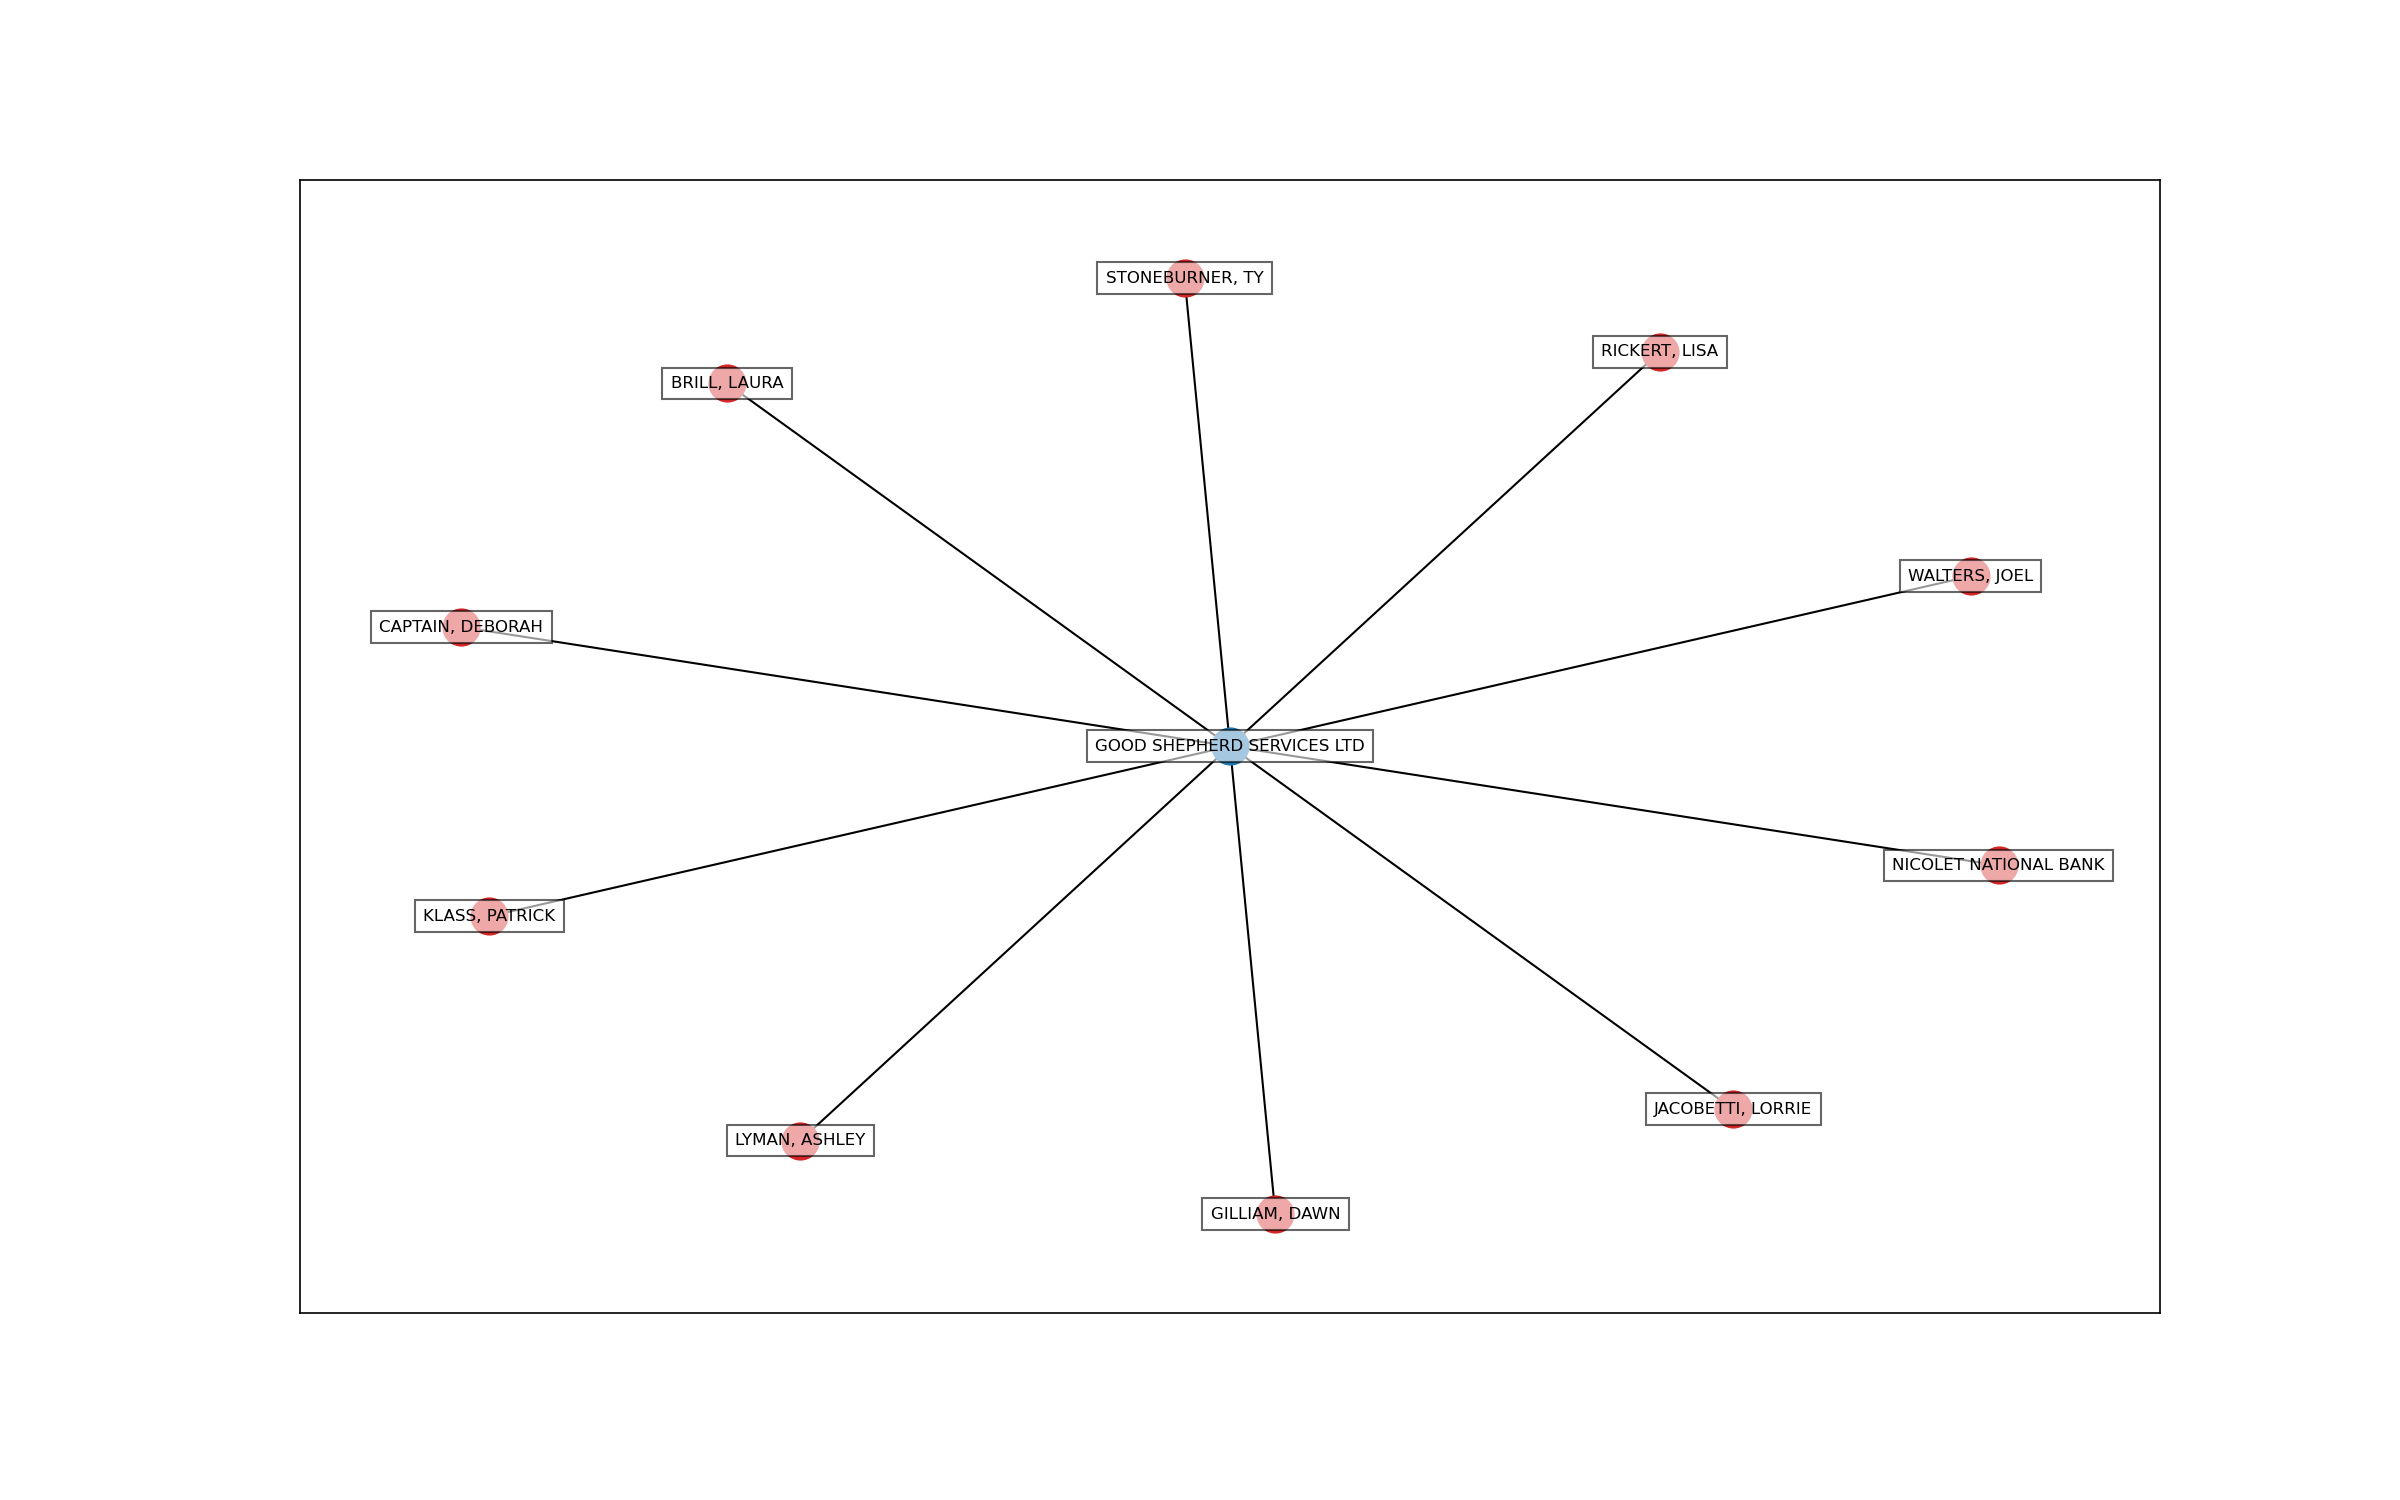 STONEBURNER, TY
RICKERT, LISA
BRILL, LAURA
WALTERS, JOEL
CAPTAIN, DEBORAH
GOOD SHEPHERD SERVICES LTD
NICOLET NATIONAL BANK
KLASS, PATRICK
JACOBETTI, LORRIE
LYMAN, ASHLEY
GILLIAM, DAWN